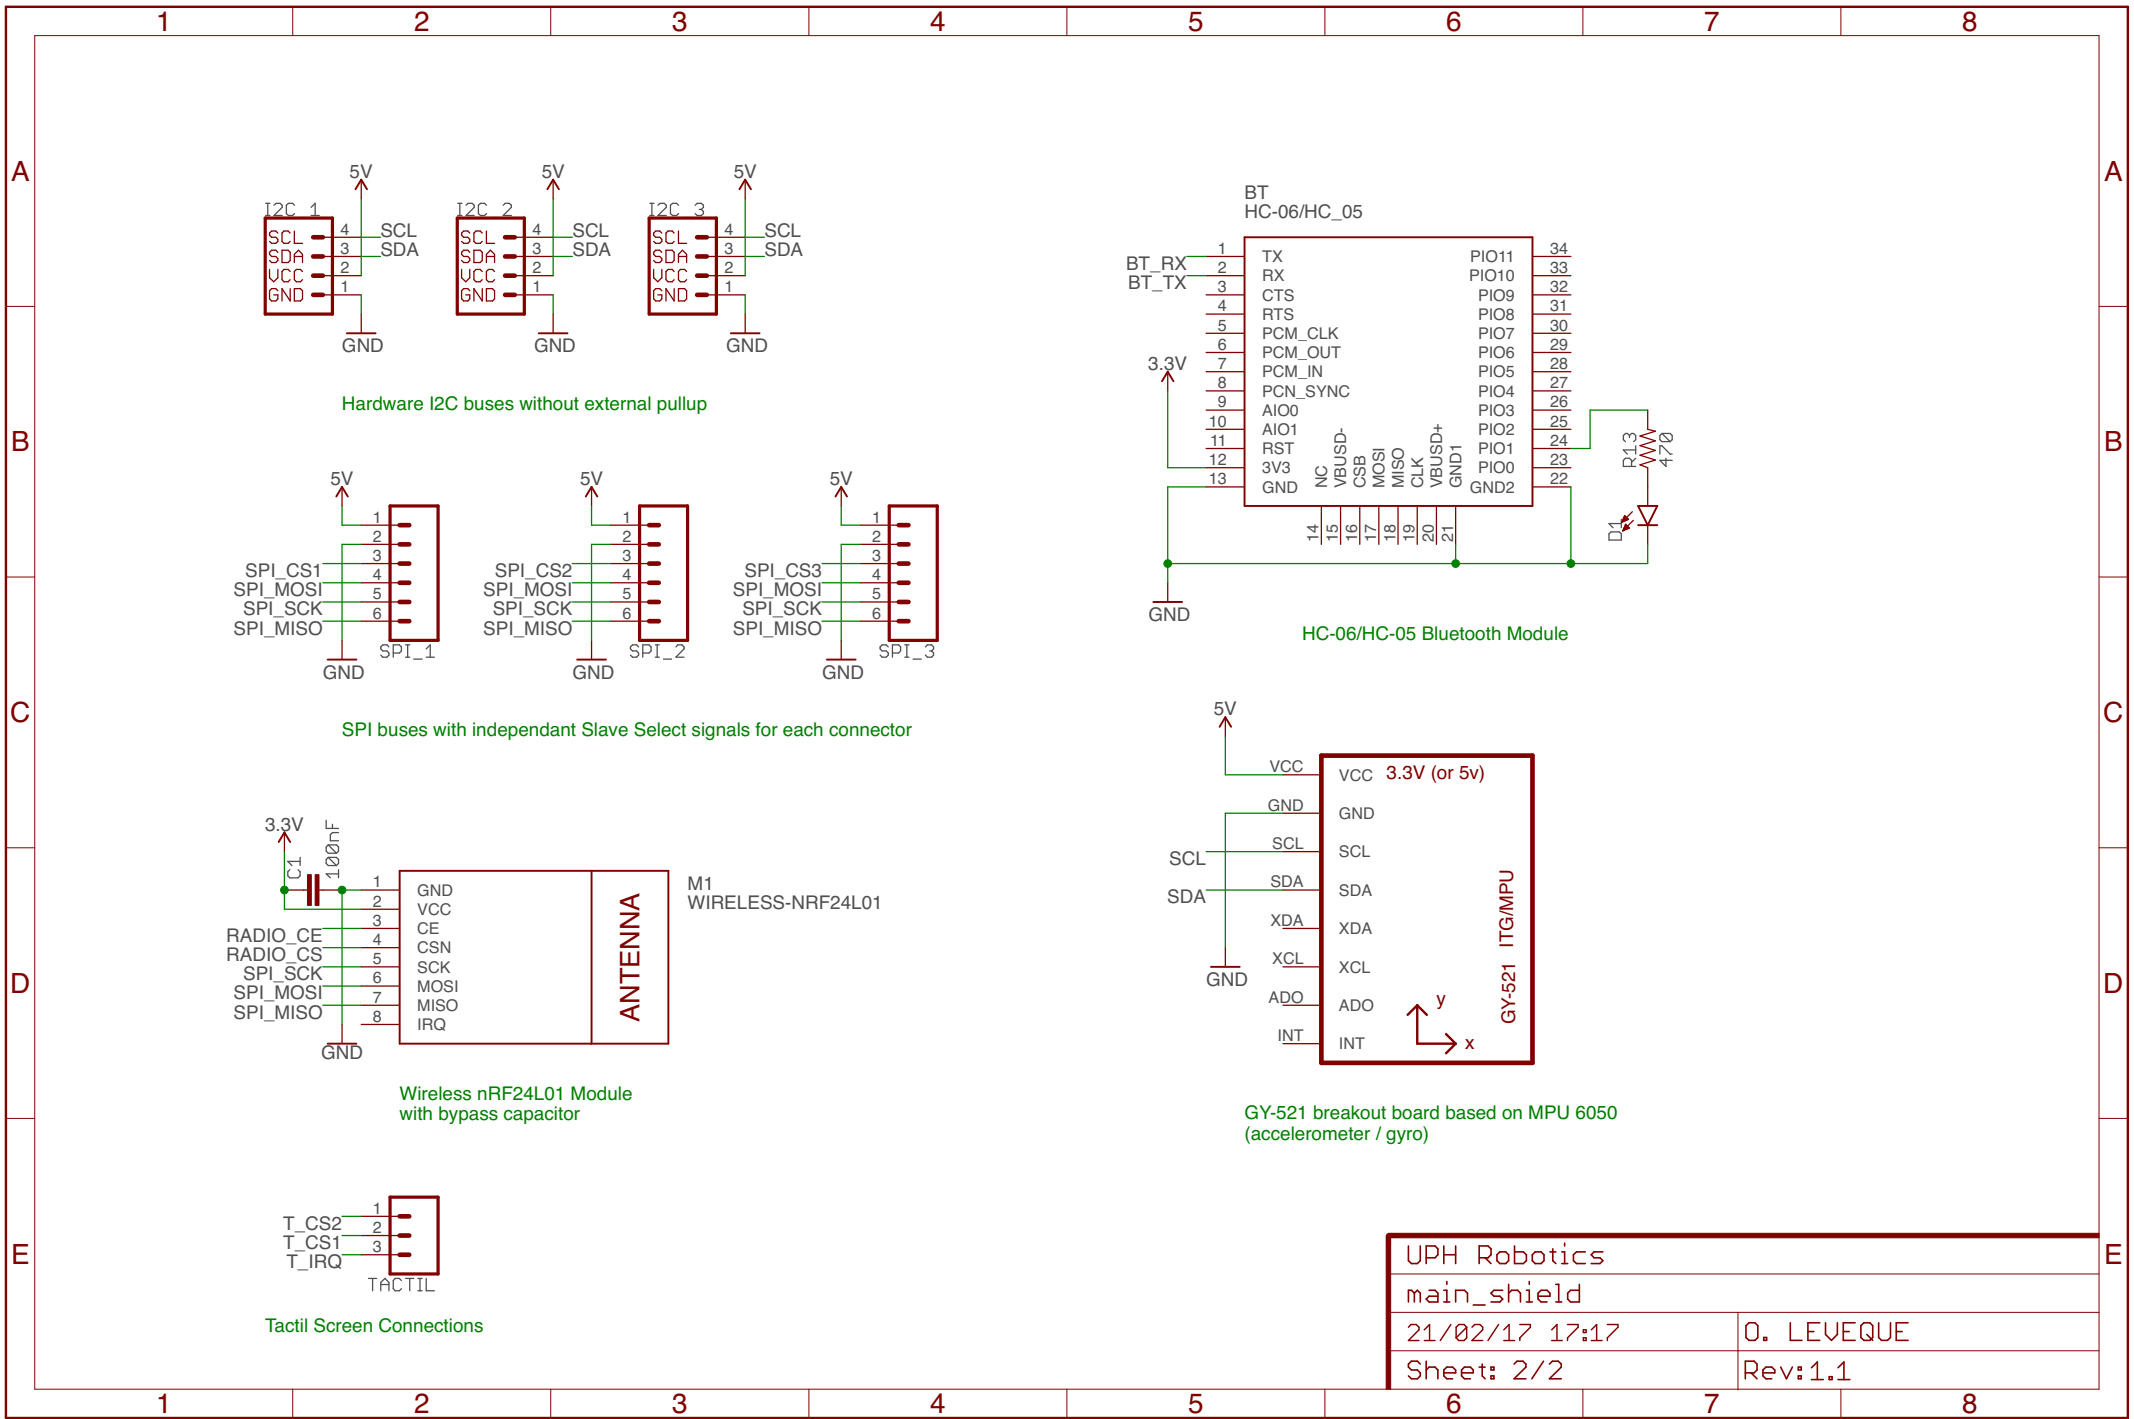 1 2 3 4 5 6 7 8
A A
B B
C C
D D
E E
1 2 3 4 5 6 7 8
5V
I2C 1
SCL 4 SCL
SDA 3 SDA
VCC 2
GND 1
GND
5V
I2C 2
SCL 4 SCL
SDA 3 SDA
VCC 2
GND 1
GND
5V
I2C 3
SCL 4 SCL
SDA 3 SDA
VCC 2
GND 1
GND
Hardware I2C buses without external pullup
5V
1
2
SPI_CS1 3
SPI_MOSI 4
SPI_SCK 5
SPI_MISO 6
SPI_1
GND
5V
1
2
SPI_CS2 3
SPI_MOSI 4
SPI_SCK 5
SPI_MISO 6
SPI_2
GND
5V
1
2
SPI_CS3 3
SPI_MOSI 4
SPI_SCK 5
SPI_MISO 6
SPI_3
GND
SPI buses with independant Slave Select signals for each connector
3.3V
C1
100nF
1 GND
2 VCC
RADIO_CE 3 CE
RADIO_CS 4 CSN
SPI_SCK 5 SCK
SPI_MOSI 6 MOSI
SPI_MISO 7 MISO
8 IRQ
GND
ANTENNA
M1
WIRELESS-NRF24L01
Wireless nRF24L01 Module
with bypass capacitor
T_CS2 1
T_CS1 2
T_IRQ 3
TACTIL
Tactil Screen Connections
BT
HC-06/HC_05
BT_RX 1 TX PIO11 34
BT_TX 2 RX PIO10 33
3 CTS PIO9 32
4 RTS PIO8 31
5 PCM_CLK PIO7 30
6 PCM_OUT PIO6 29
7 PCM_IN PIO5 28
8 PCN_SYNC PIO4 27
9 AIO0 PIO3 26
10 AIO1 PIO2 25
11 RST PIO1 24
12 3V3 PIO0 23
13 GND GND2 22
3.3V
NC VBUSD- CSB MOSI MISO CLK VBUSD+ GND1
14 15 16 17 18 19 20 21
R13
470
D1
GND
HC-06/HC-05 Bluetooth Module
5V
VCC VCC 3.3V (or 5v)
GND GND
SCL SCL SCL
SDA SDA SDA
XDA XDA
XCL XCL
ADO ADO
INT INT
GND
GY-521 ITG/MPU
y
x
GY-521 breakout board based on MPU 6050
(accelerometer / gyro)
UPH Robotics
main_shield
21/02/17 17:17 O. LEVEQUE
Sheet: 2/2 Rev:1.1